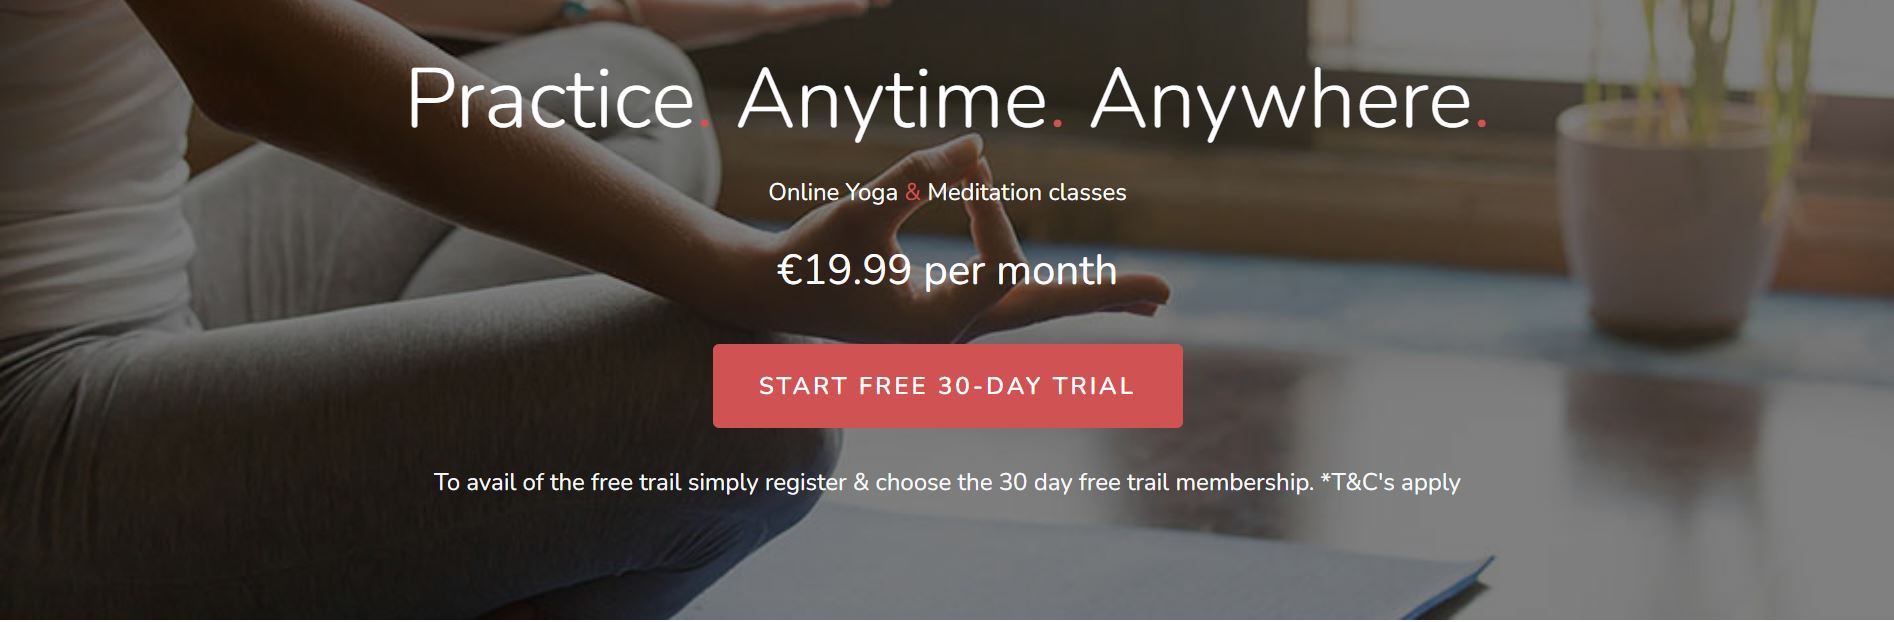 Practice. Anytime. Anywhere.
Online Yoga & Meditation classes
€19.99 per month
START FREE 30-DAY TRIAL
To avail of the free trail simply register & choose the 30 day free trail membership. *T&C's apply